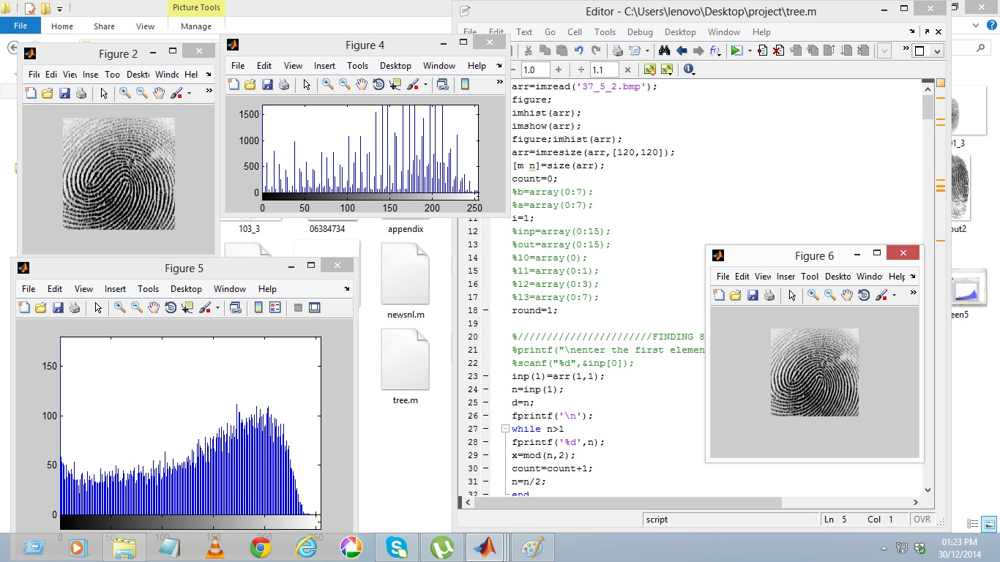 Picture Tools
File Home Share View Manage
Figure 2
File Edi Inse Too Deskt Hel
Figure 4
File Edit View Insert Tools Desktop Window Help
1500
1000
500
0
0 50 100 150 200 250
103_3 06384734 appendix
newsnl.m
tree.m
Figure 5
File Edit View Insert Tools Desktop Window Help
150
100
50
0
Editor - C:\Users\lenovo\Desktop\project\tree.m
File Edit Text Go Cell Tools Debug Desktop Window Help
1.0 + ÷ 1.1 ×
arr=imread('37_5_2.bmp');
figure;
imhist(arr);
imshow(arr);
figure;imhist(arr);
arr=imresize(arr,[120,120]);
[m n]=size(arr);
count=0;
%b=array(0:7);
%a=array(0:7);
11 i=1;
12 %inp=array(0:15);
13 %out=array(0:15);
14 %l0=array(0);
15 %l1=array(0:1);
16 %l2=array(0:3);
17 %l3=array(0:7);
18 – round=1;
19
20 %///////////////////////FINDING 8
21 %printf("\nenter the first elemen
22 %scanf("%d",&inp[0]);
23 – inp(1)=arr(1,1);
24 – n=inp(1);
25 – d=n;
26 – fprintf('\n');
27 – while n>1
28 – fprintf('%d',n);
29 – x=mod(n,2);
30 – count=count+1;
31 – n=n/2;
32 – end
script Ln 5 Col 1 OVR
Figure 6
File Edit View Inser Tool Deskto Windo Help
01_3
out2
een5
01:23 PM
30/12/2014